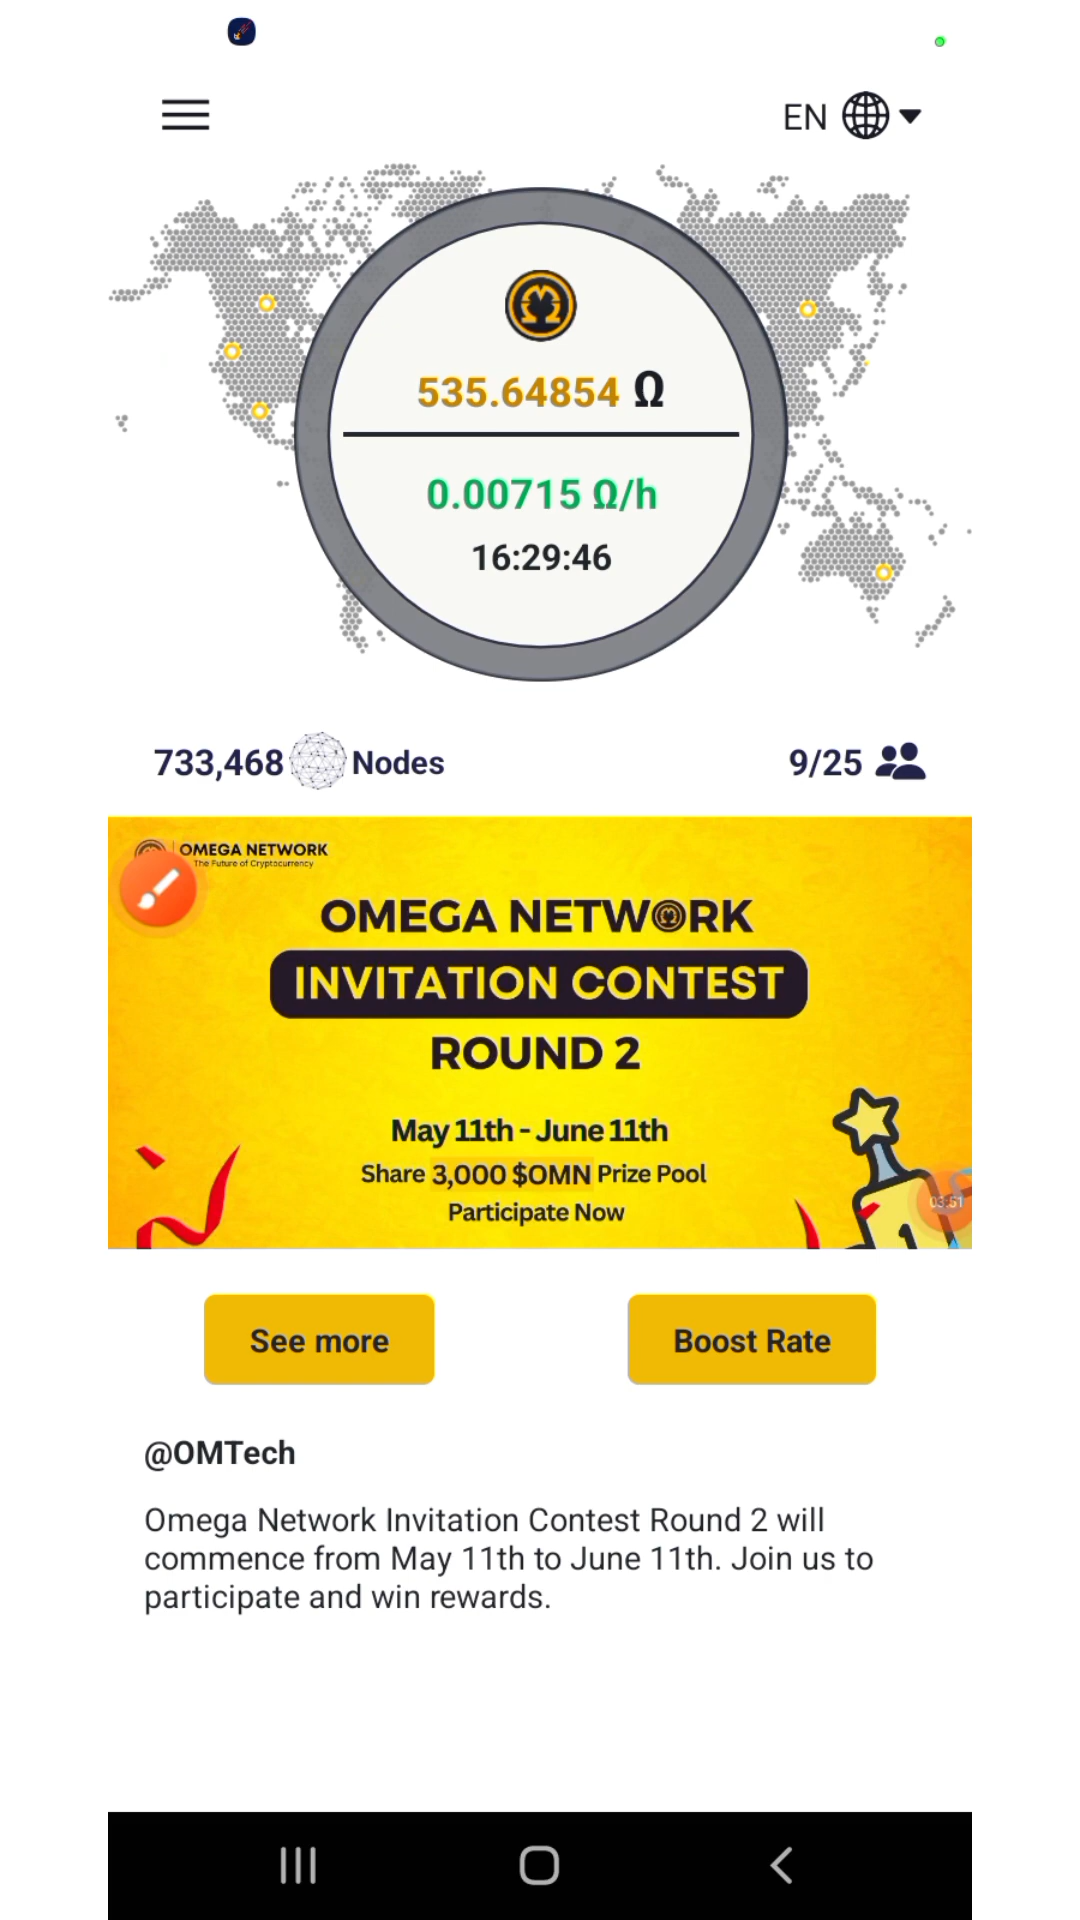 EN
535.64854 Ω
0.00715 Ω/h
16:29:46
733,468 Nodes
9/25
OMEGA NETWORK
The Future of Cryptocurrency
OMEGA NETWORK
INVITATION CONTEST
ROUND 2
May 11th - June 11th
Share 3,000 $OMN Prize Pool
Participate Now
1
03:51
See more
Boost Rate
@OMTech
Omega Network Invitation Contest Round 2 will
commence from May 11th to June 11th. Join us to
participate and win rewards.